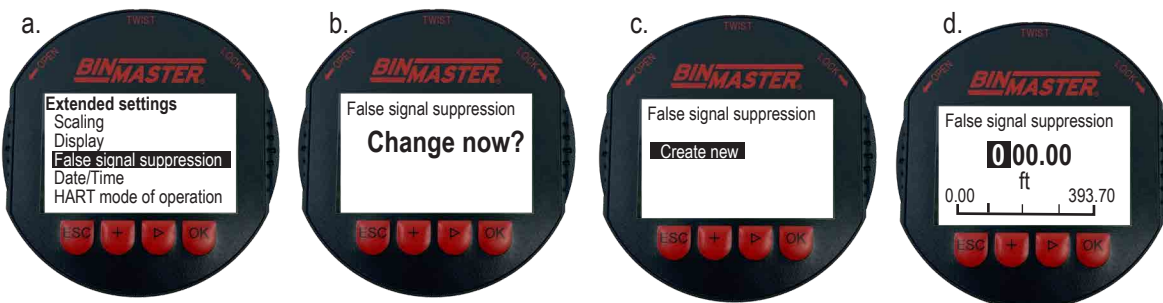 a.
TWIST
OPEN
LOCK
BINMASTER®
Extended settings
Scaling
Display
False signal suppression
Date/Time
HART mode of operation
ESC + ▷ OK
b.
TWIST
OPEN
LOCK
BINMASTER®
False signal suppression
Change now?
ESC + ▷ OK
c.
TWIST
OPEN
LOCK
BINMASTER®
False signal suppression
Create new
ESC + ▷ OK
d.
TWIST
OPEN
LOCK
BINMASTER®
False signal suppression
000.00
ft
0.00 393.70
ESC + ▷ OK